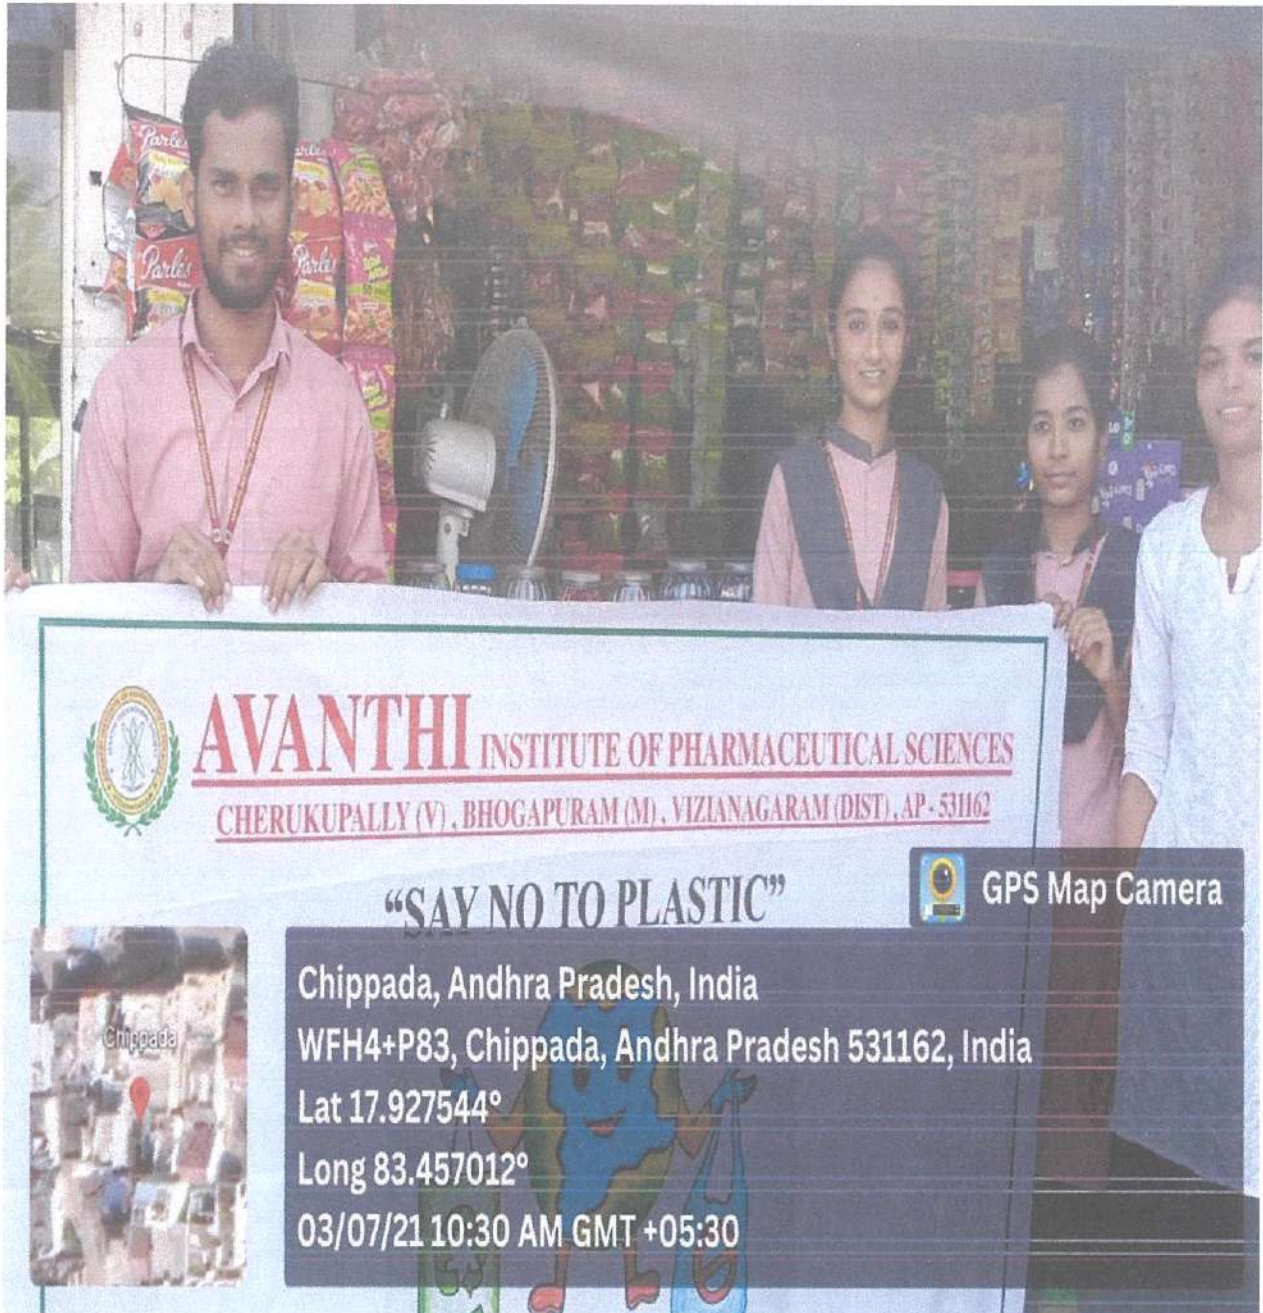 Parle's
Parle's
Parle's
AVANTHI INSTITUTE OF PHARMACEUTICAL SCIENCES
CHERUKUPALLY (V), BHOGAPURAM (M), VIZIANAGARAM (DIST), AP - 531162
“SAY NO TO PLASTIC”
GPS Map Camera
Chippada
Chippada, Andhra Pradesh, India
WFH4+P83, Chippada, Andhra Pradesh 531162, India
Lat 17.927544°
Long 83.457012°
03/07/21 10:30 AM GMT +05:30